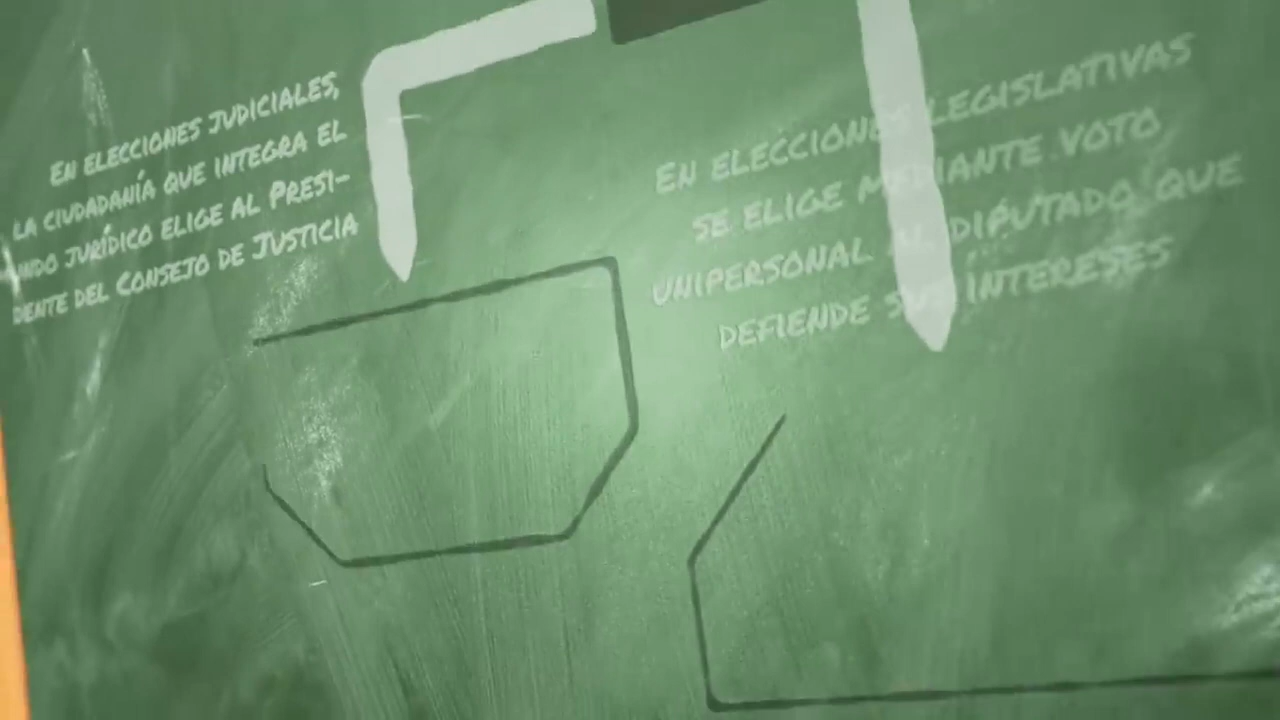 EN ELECCIONES JUDICIALES,
LA CIUDADANÍA QUE INTEGRA EL
JURÍDICO ELIGE AL PRESI-
DENTE DEL CONSEJO DE JUSTICIA
EN ELECCIONES LEGISLATIVAS
SE ELIGE MEDIANTE VOTO
UNIPERSONAL AL DIPUTADO QUE
DEFIENDE SUS INTERESES